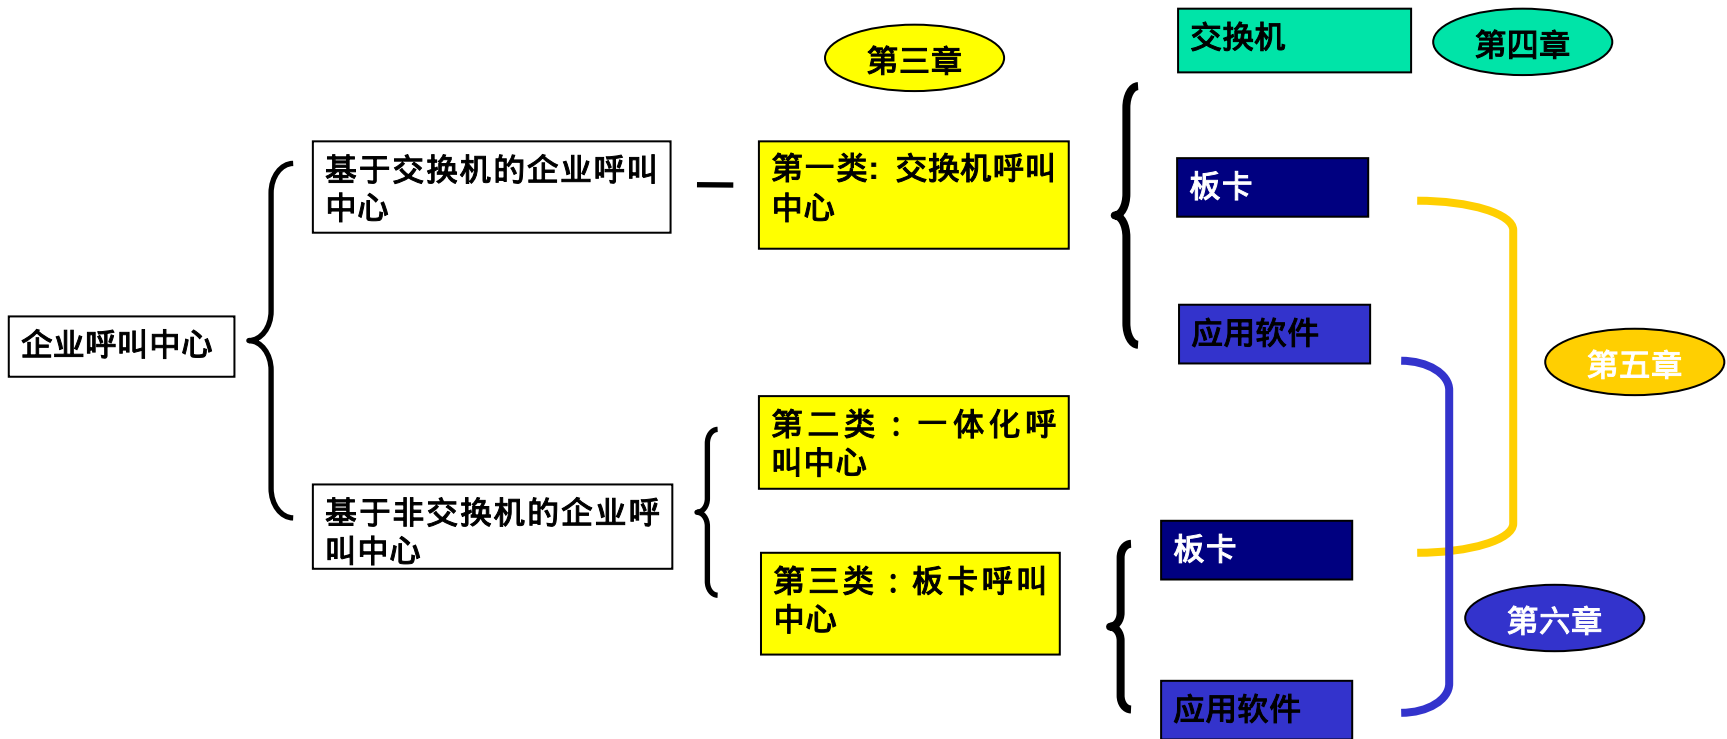 交换机
第四章
第三章
基于交换机的企业呼叫
中心
第一类: 交换机呼叫
中心
板卡
企业呼叫中心
应用软件
第五章
第二类：一体化呼
叫中心
基于非交换机的企业呼
叫中心
板卡
第三类：板卡呼叫
中心
第六章
应用软件